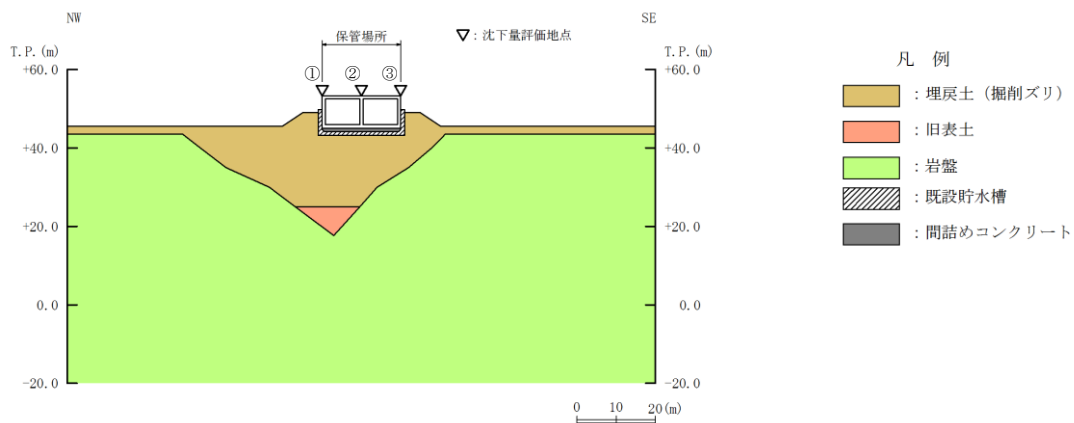 NW
SE
T.P.(m)
T.P.(m)
保管場所
▽：沈下量評価地点
① ② ③
+60.0
+40.0
+20.0
0.0
-20.0
+60.0
+40.0
+20.0
0.0
-20.0
0 10 20(m)
凡 例
：埋戻土（掘削ズリ）
：旧表土
：岩盤
：既設貯水槽
：間詰めコンクリート